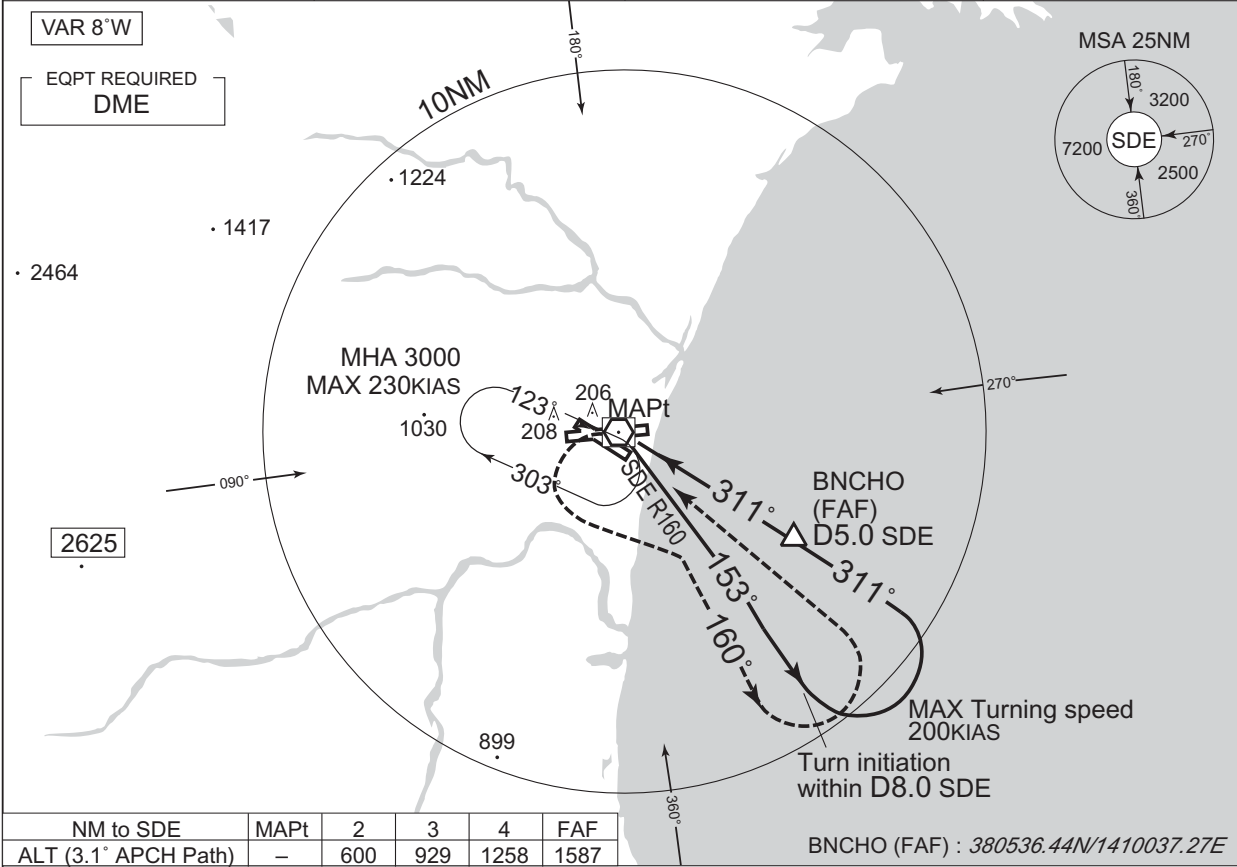 VAR 8°W
EQPT REQUIRED
DME
180°
10NM
MSA 25NM
180°
3200
SDE
270°
7200
2500
360°
1224
1417
2464
MHA 3000
MAX 230KIAS
1030
123°
206
208
MAPt
270°
303°
SDE R160
311°
BNCHO
(FAF)
D5.0 SDE
311°
090°
153°
160°
2625
MAX Turning speed
200KIAS
Turn initiation
within D8.0 SDE
899
360°
NM to SDE MAPt 2 3 4 FAF
ALT (3.1° APCH Path) – 600 929 1258 1587
BNCHO (FAF) : 380536.44N/1410037.27E